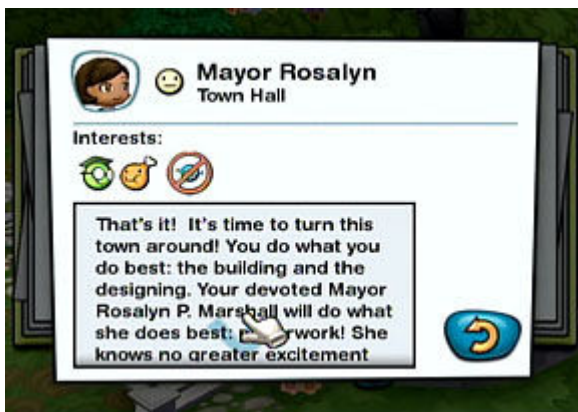 Mayor Rosalyn
Town Hall
Interests:
That's it! It's time to turn this
town around! You do what you
do best: the building and the
designing. Your devoted Mayor
Rosalyn P. Marshall will do what
she does best: rwork! She
knows no greater excitement